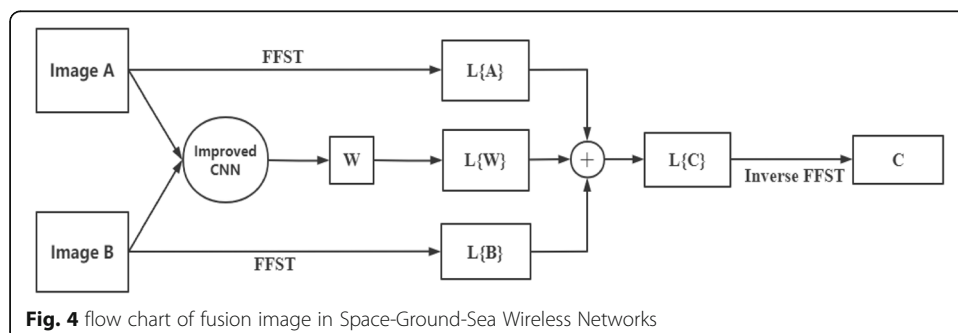 Image A
FFST
L{A}
Improved
CNN
W
L{W}
+
L{C}
Inverse FFST
C
Image B
FFST
L{B}
Fig. 4 flow chart of fusion image in Space-Ground-Sea Wireless Networks